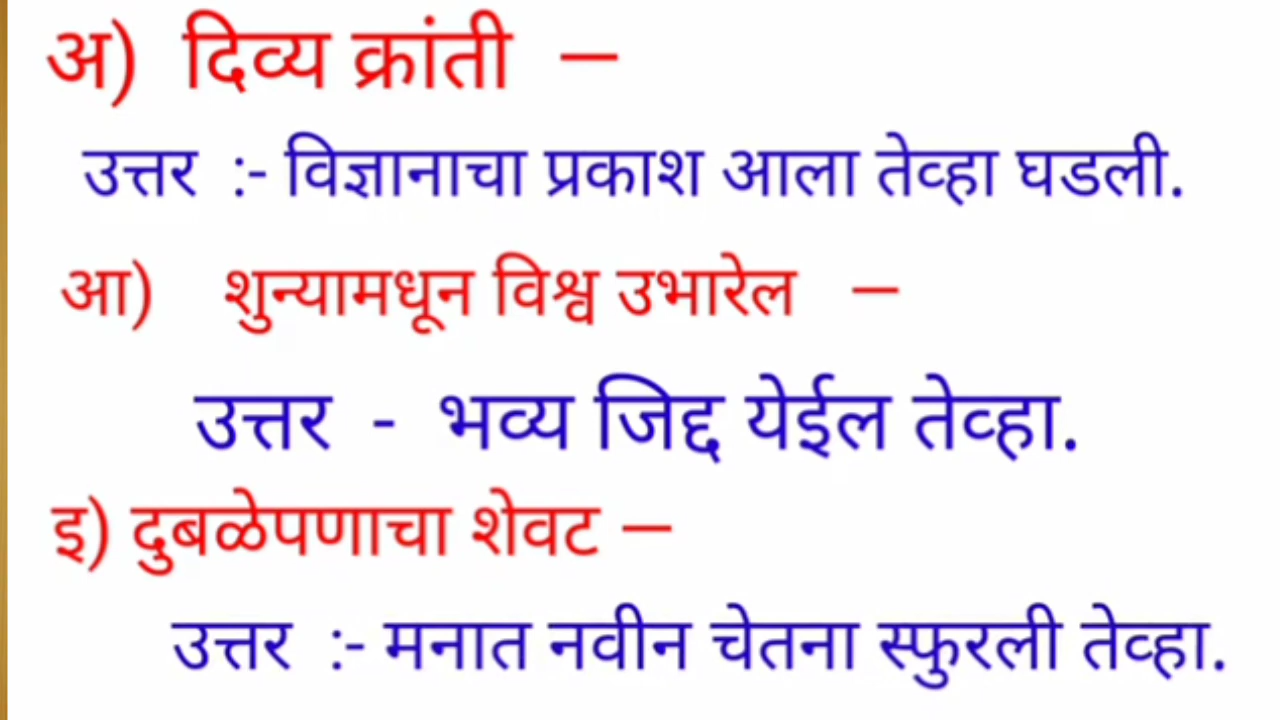 अ) दिव्य क्रांती –
उत्तर :- विज्ञानाचा प्रकाश आला तेव्हा घडली.
आ) शुन्यामधून विश्व उभारेल –
उत्तर - भव्य जिद्द येईल तेव्हा.
इ) दुबळेपणाचा शेवट –
उत्तर :- मनात नवीन चेतना स्फुरली तेव्हा.